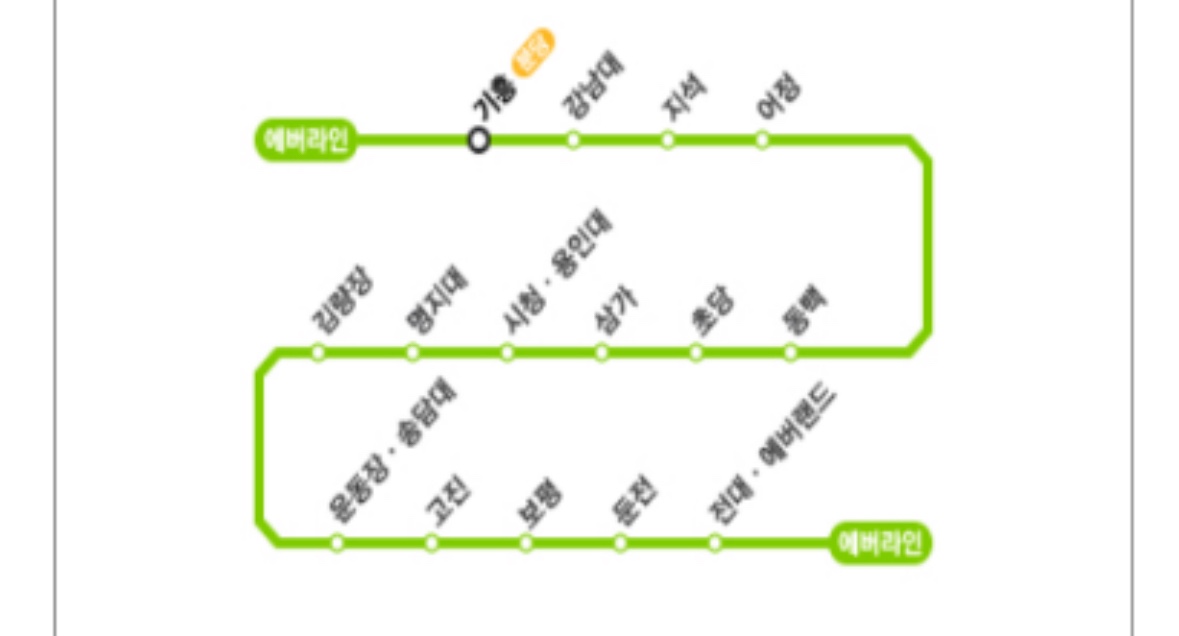 에버라인
기흥 분당
강남대
지석
어정
김량장
명지대
시청·용인대
삼가
초당
동백
운동장·송담대
고진
보평
둔전
전대·에버랜드
에버라인